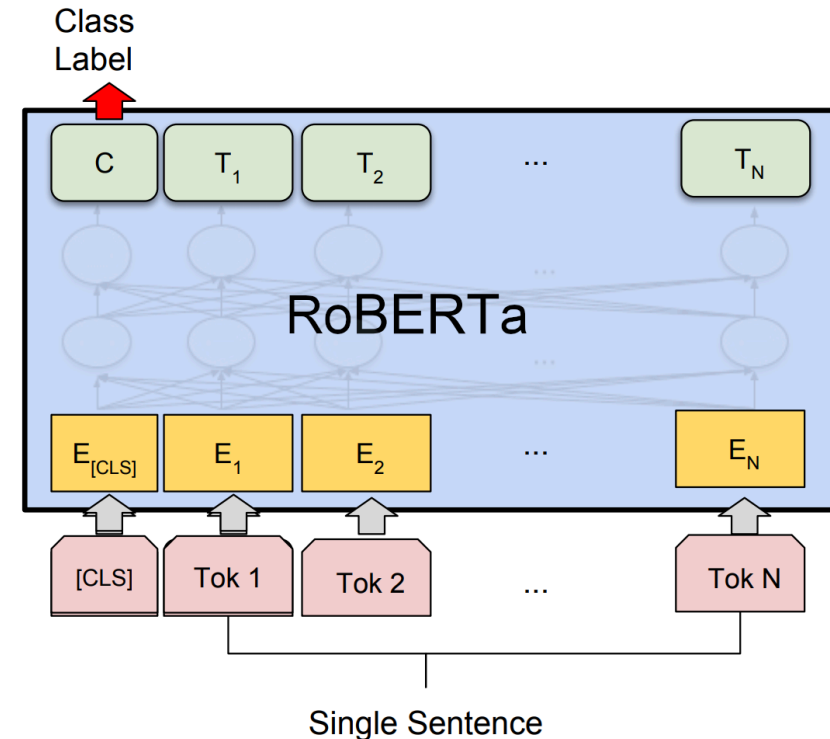 Class
Label
C T1 T2 ... TN
...
RoBERTa
...
E[CLS] E1 E2 ... EN
[CLS] Tok 1 Tok 2 ... Tok N
Single Sentence